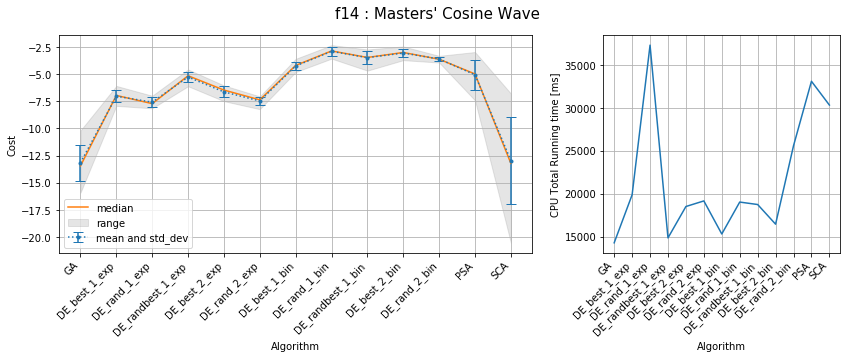 f14 : Masters' Cosine Wave
Cost
−2.5
−5.0
−7.5
−10.0
−12.5
−15.0
−17.5
−20.0
median
range
mean and std_dev
GA
DE_best_1_exp
DE_rand_1_exp
DE_randbest_1_exp
DE_best_2_exp
DE_rand_2_exp
DE_best_1_bin
DE_rand_1_bin
DE_randbest_1_bin
DE_best_2_bin
DE_rand_2_bin
PSA
SCA
Algorithm
CPU Total Running time [ms]
35000
30000
25000
20000
15000
GA
DE_best_1_exp
DE_rand_1_exp
DE_randbest_1_exp
DE_best_2_exp
DE_rand_2_exp
DE_best_1_bin
DE_rand_1_bin
DE_randbest_1_bin
DE_best_2_bin
DE_rand_2_bin
PSA
SCA
Algorithm